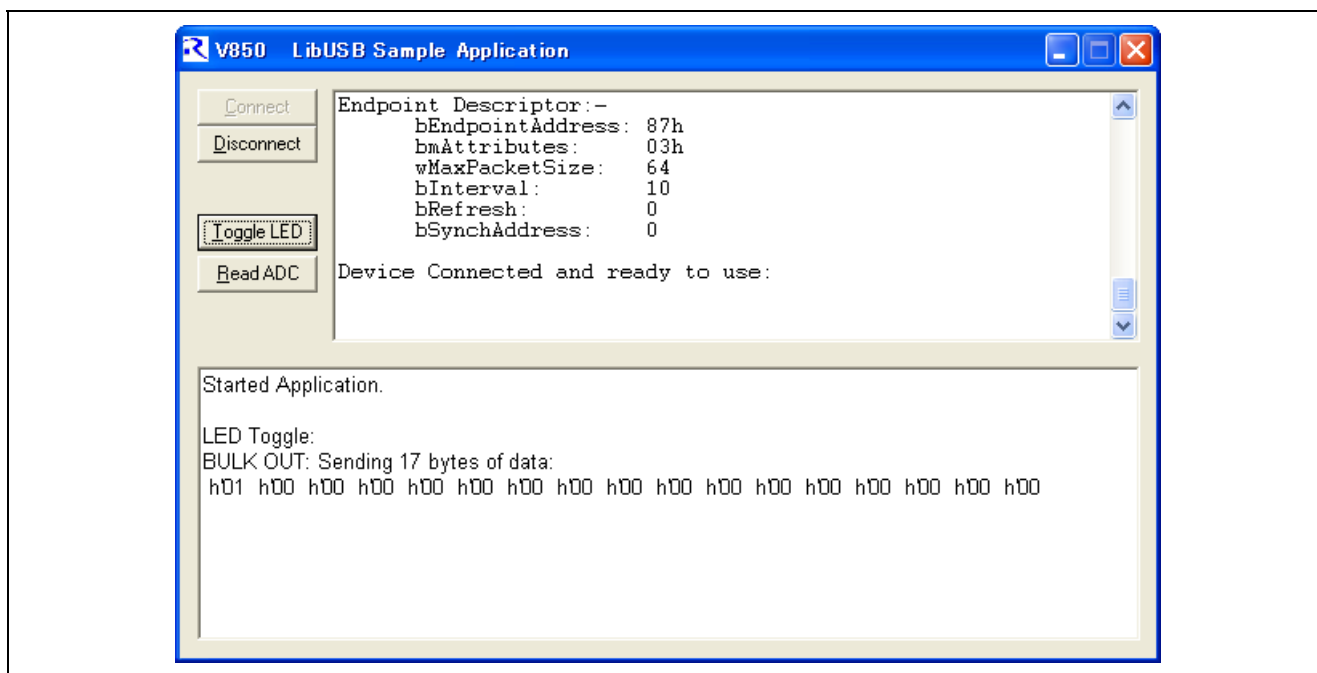 V850 LibUSB Sample Application
Connect
Disconnect
Toggle LED
Read ADC
Endpoint Descriptor:-
bEndpointAddress: 87h
bmAttributes: 03h
wMaxPacketSize: 64
bInterval: 10
bRefresh: 0
bSynchAddress: 0
Device Connected and ready to use:
Started Application.
LED Toggle:
BULK OUT: Sending 17 bytes of data:
h'01 h'00 h'00 h'00 h'00 h'00 h'00 h'00 h'00 h'00 h'00 h'00 h'00 h'00 h'00 h'00 h'00